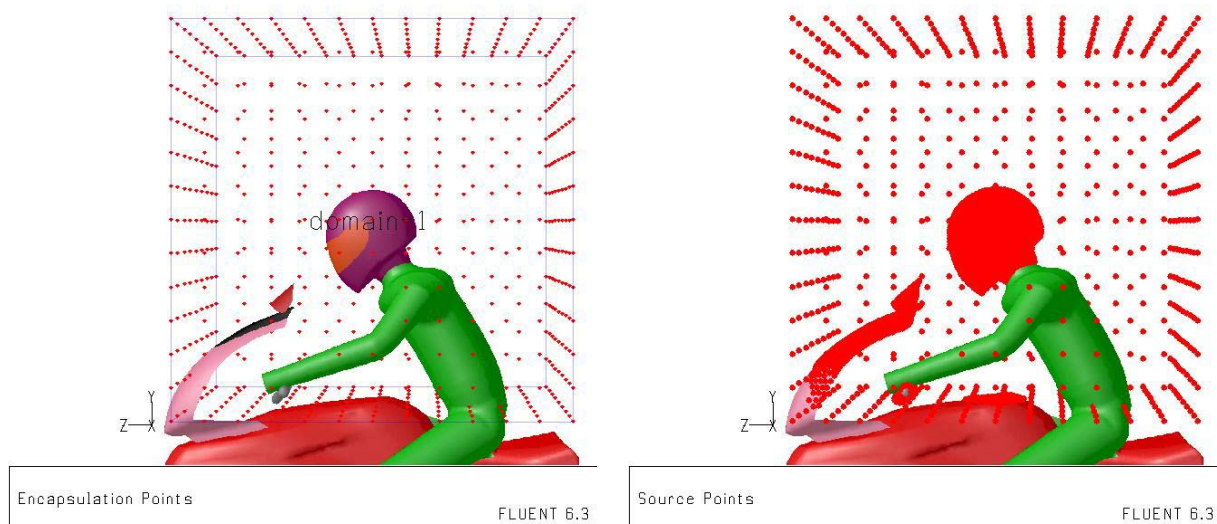 domain-1
Y
Z X
Encapsulation Points
FLUENT 6.3
Y
Z X
Source Points
FLUENT 6.3